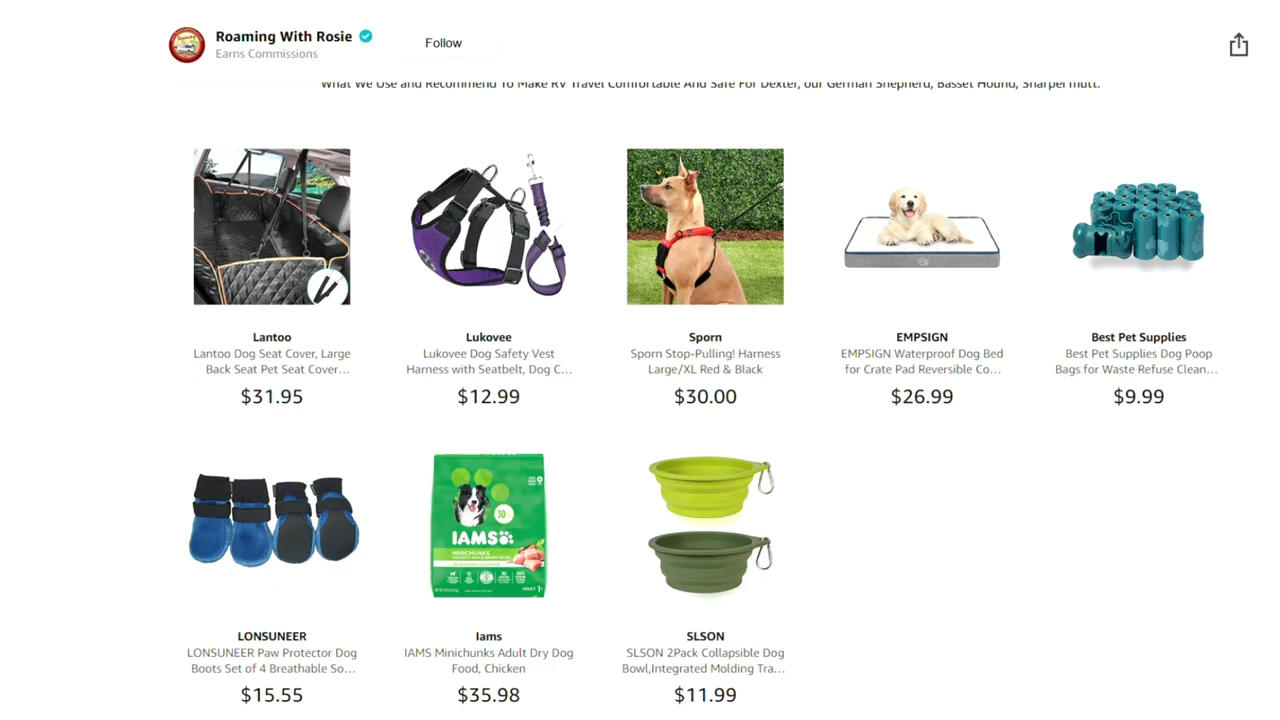 Roaming With Rosie
Earns Commissions
Follow
What We Use and Recommend To Make RV Travel Comfortable And Safe For Dexter, our German Shepherd, Basset Hound, Sharpei mutt.
Lantoo
Lantoo Dog Seat Cover, Large
Back Seat Pet Seat Cover...
$31.95
Lukovee
Lukovee Dog Safety Vest
Harness with Seatbelt, Dog C...
$12.99
Sporn
Sporn Stop-Pulling! Harness
Large/XL Red & Black
$30.00
EMPSIGN
EMPSIGN Waterproof Dog Bed
for Crate Pad Reversible Co...
$26.99
Best Pet Supplies
Best Pet Supplies Dog Poop
Bags for Waste Refuse Clean...
$9.99
30
IAMS
MINICHUNKS
ADULT 1+
LONSUNEER
LONSUNEER Paw Protector Dog
Boots Set of 4 Breathable So...
$15.55
Iams
IAMS Minichunks Adult Dry Dog
Food, Chicken
$35.98
SLSON
SLSON 2Pack Collapsible Dog
Bowl,Integrated Molding Tra...
$11.99